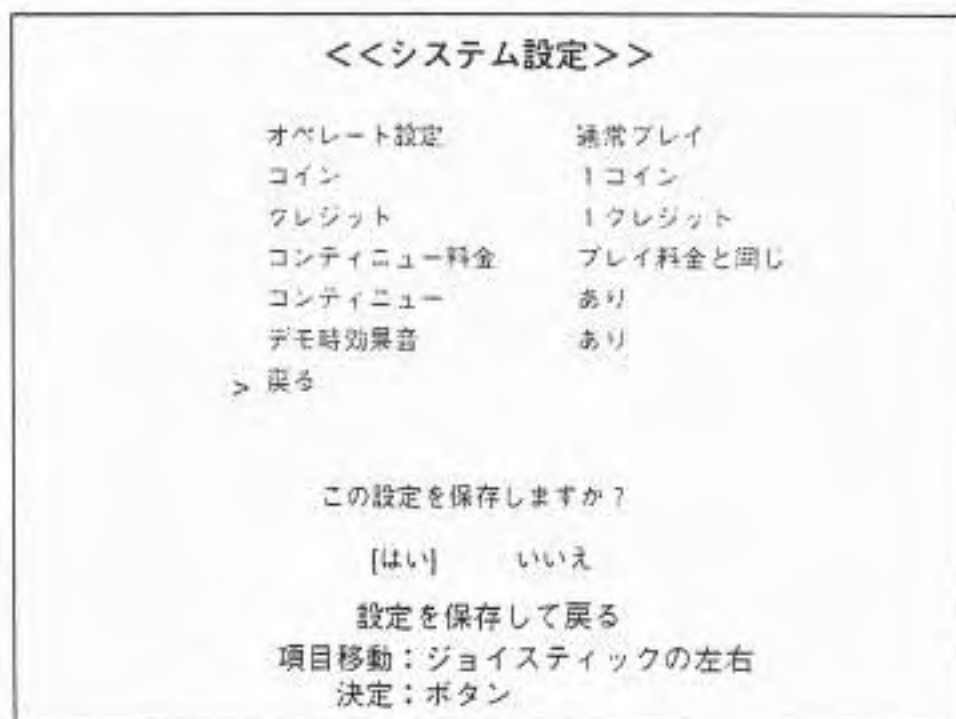 <<システム設定>>
オペレート設定 通常プレイ
コイン 1コイン
クレジット 1クレジット
コンティニュー料金 プレイ料金と同じ
コンティニュー あり
デモ時効果音 あり
> 戻る
この設定を保存しますか？
[はい] いいえ
設定を保存して戻る
項目移動：ジョイスティックの左右
決定：ボタン